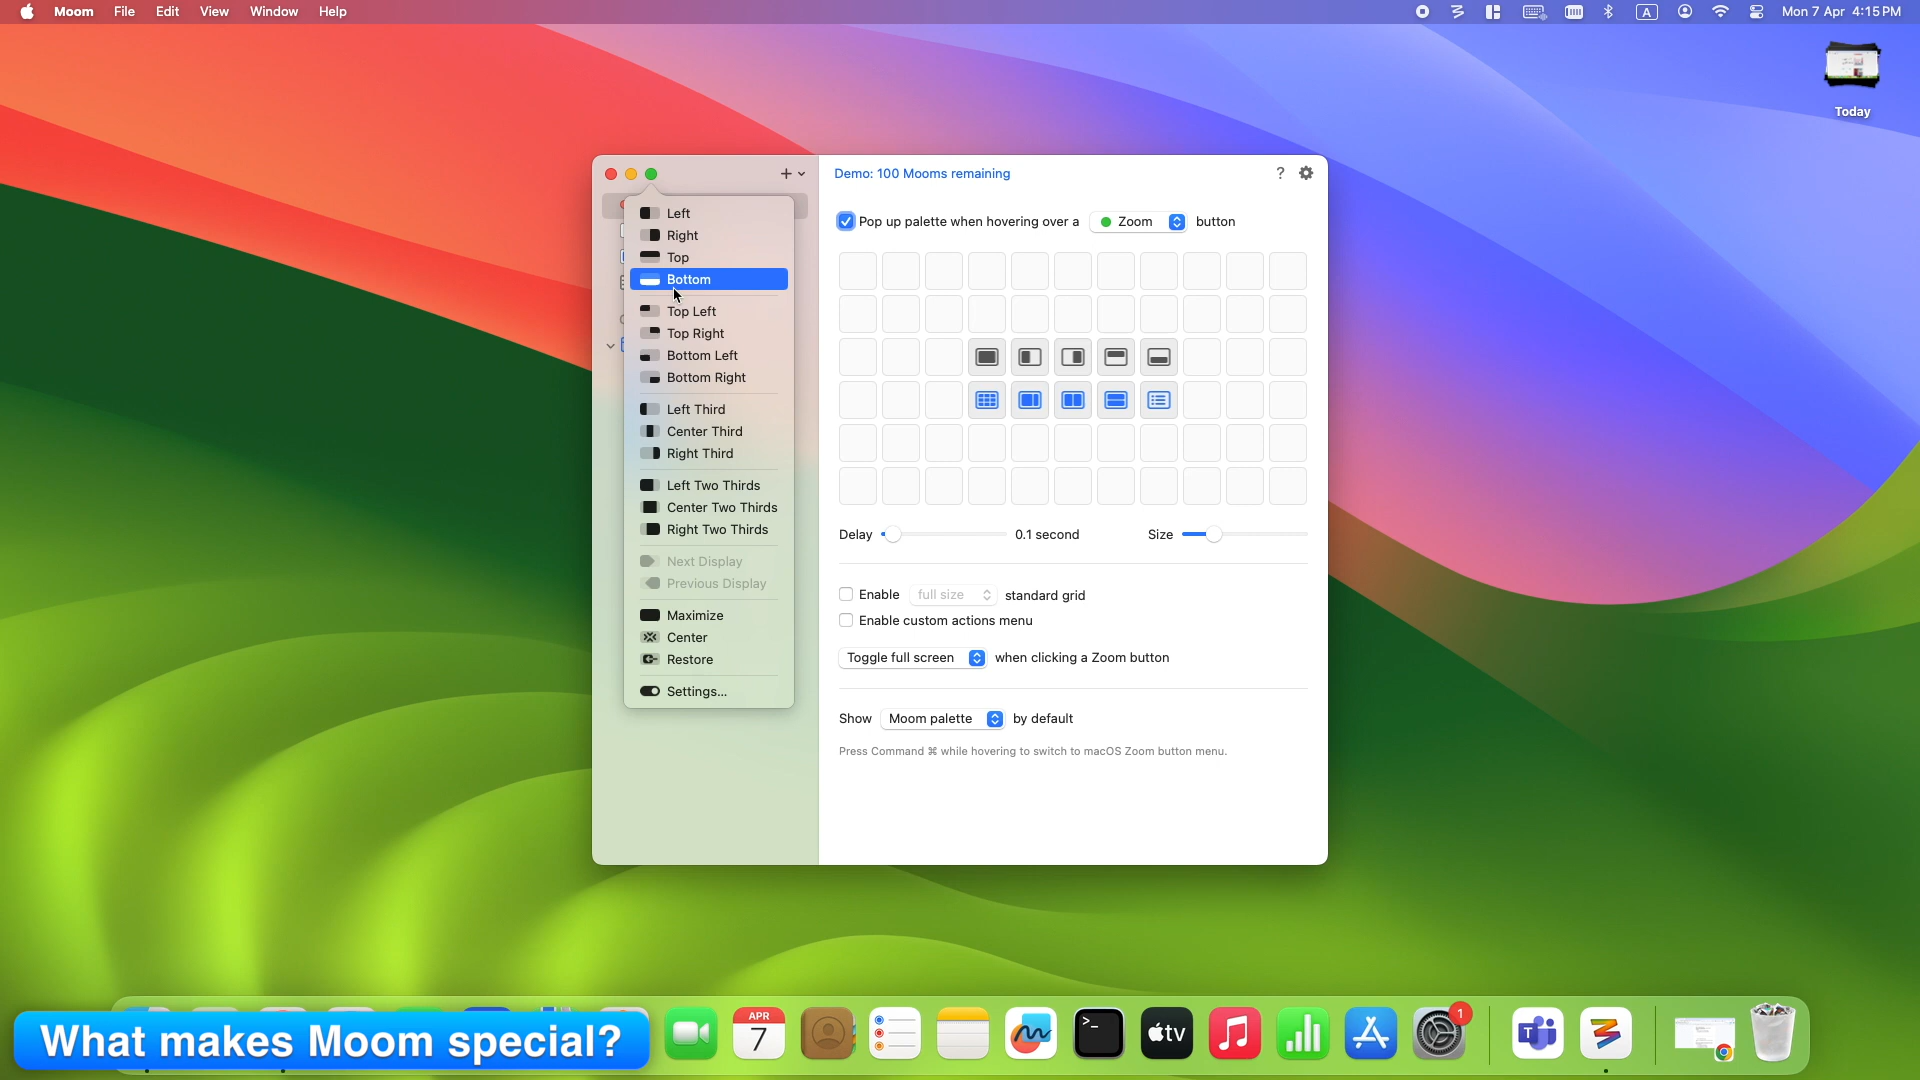 Moom File Edit View Window Help
A Mon 7 Apr 4:15 PM
Today
Demo: 100 Mooms remaining
?
Left
Right
Top
Bottom
Top Left
Top Right
Bottom Left
Bottom Right
Left Third
Center Third
Right Third
Left Two Thirds
Center Two Thirds
Right Two Thirds
Next Display
Previous Display
Maximize
Center
Restore
Settings...
Pop up palette when hovering over a Zoom button
Delay 0.1 second Size
Enable full size standard grid
Enable custom actions menu
Toggle full screen when clicking a Zoom button
Show Moom palette by default
Press Command ⌘ while hovering to switch to macOS Zoom button menu.
What makes Moom special?
APR
7
>_
tv
1
T